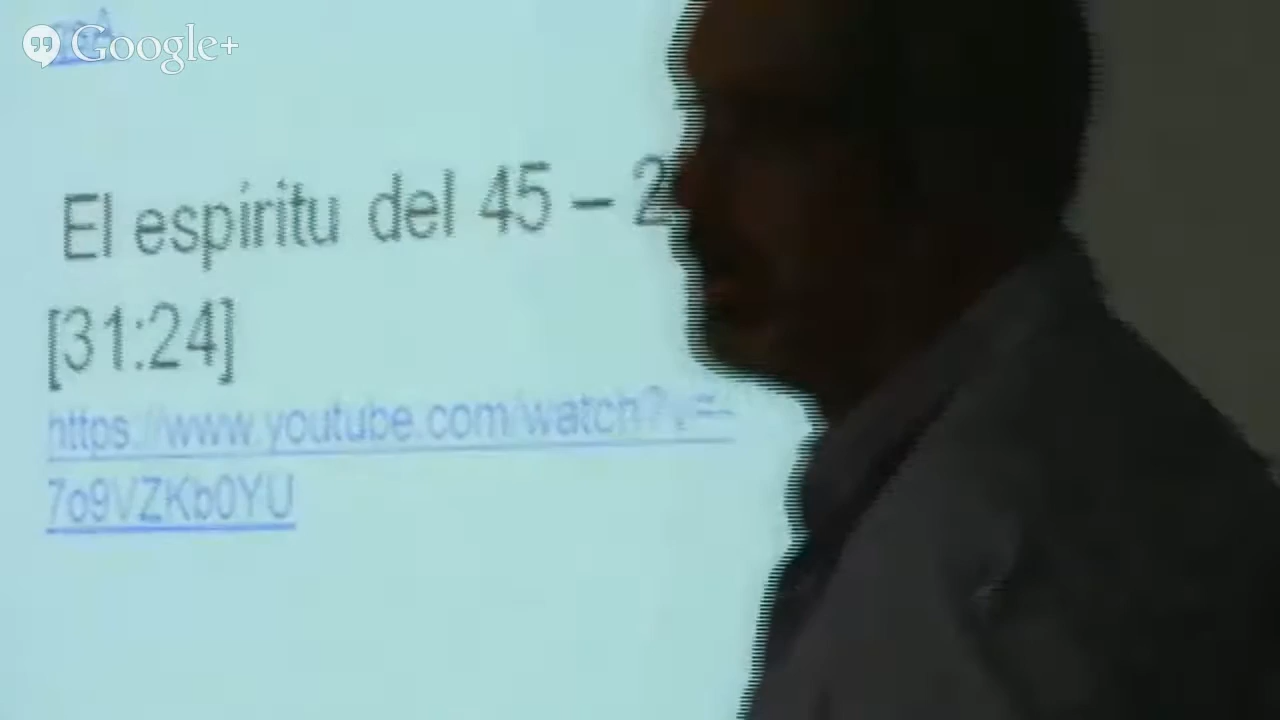 Google+
El espiritu del 45 – 2
[31:24]
https://www.youtube.com/watch?v=-
7o9VZKb0YU